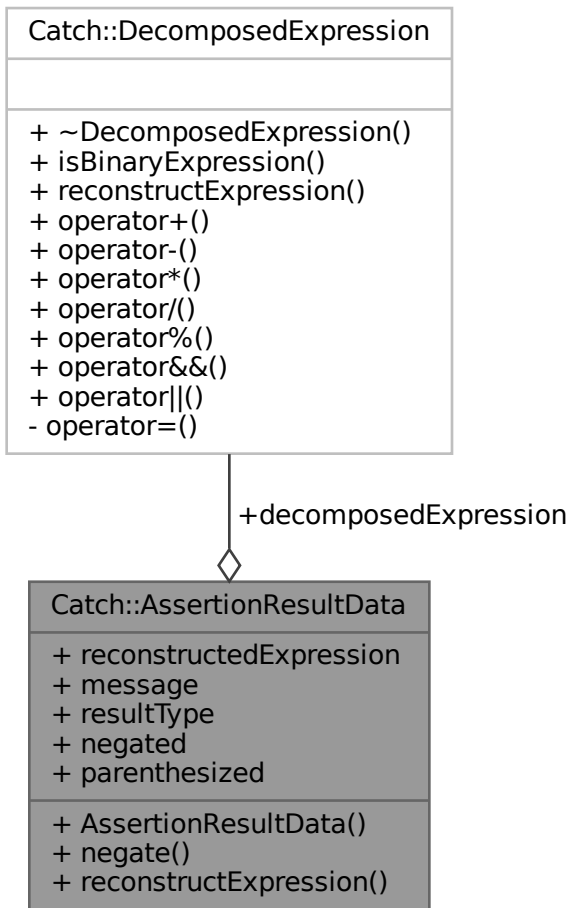 Catch::DecomposedExpression
+ ~DecomposedExpression()
+ isBinaryExpression()
+ reconstructExpression()
+ operator+()
+ operator-()
+ operator*()
+ operator/()
+ operator%()
+ operator&&()
+ operator||()
- operator=()
+decomposedExpression
Catch::AssertionResultData
+ reconstructedExpression
+ message
+ resultType
+ negated
+ parenthesized
+ AssertionResultData()
+ negate()
+ reconstructExpression()